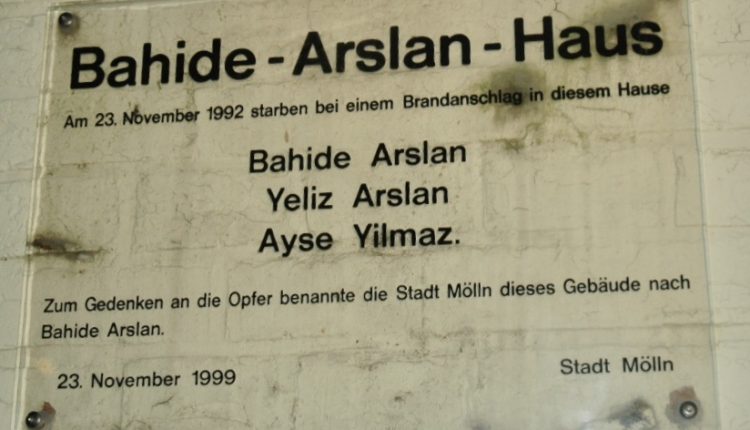 Bahide - Arslan - Haus
Am 23. November 1992 starben bei einem Brandanschlag in diesem Hause
Bahide Arslan
Yeliz Arslan
Ayse Yilmaz.
Zum Gedenken an die Opfer benannte die Stadt Mölln dieses Gebäude nach
Bahide Arslan.
23. November 1999
Stadt Mölln